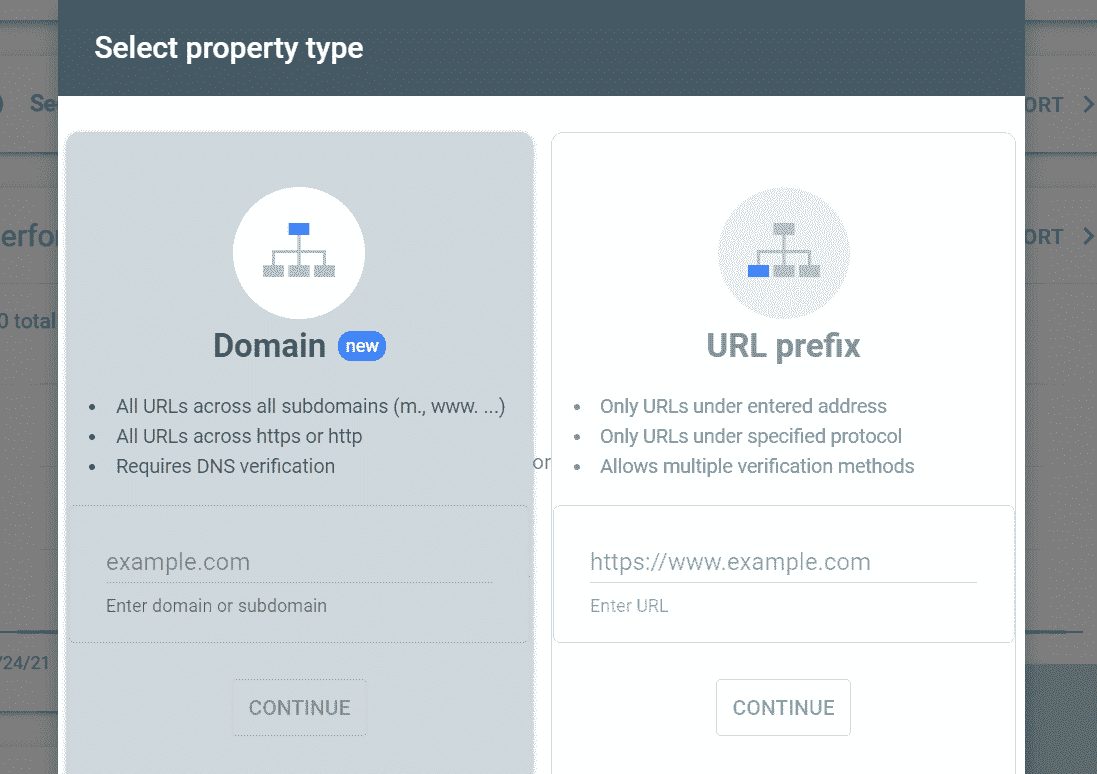 Select property type
Se
ORT
erfor
ORT
0 total
/24/21
Domain new
All URLs across all subdomains (m., www. ...)
All URLs across https or http
Requires DNS verification
example.com
Enter domain or subdomain
CONTINUE
or
URL prefix
Only URLs under entered address
Only URLs under specified protocol
Allows multiple verification methods
https://www.example.com
Enter URL
CONTINUE